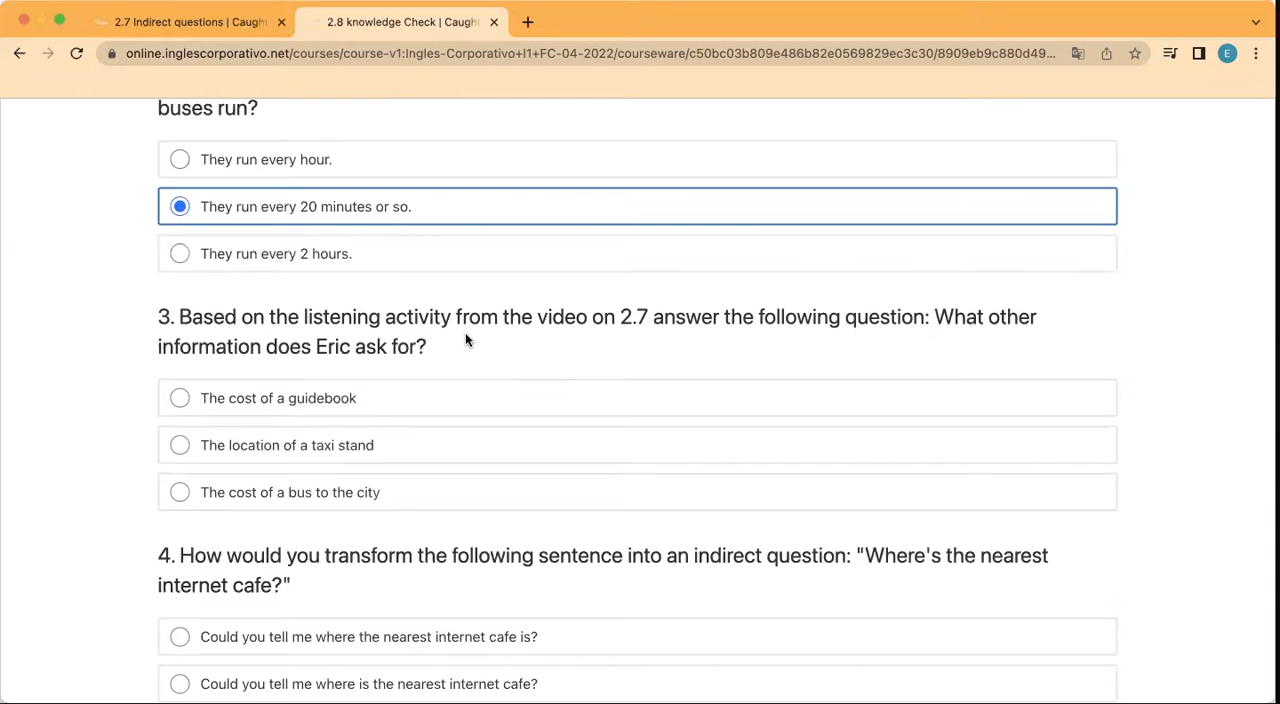 2.7 Indirect questions | Caugh
2.8 knowledge Check | Caugh
online.inglescorporativo.net/courses/course-v1:Ingles-Corporativo+I1+FC-04-2022/courseware/c50bc03b809e486b82e0569829ec3c30/8909eb9c880d49...
E
buses run?
They run every hour.
They run every 20 minutes or so.
They run every 2 hours.
3. Based on the listening activity from the video on 2.7 answer the following question: What other
information does Eric ask for?
The cost of a guidebook
The location of a taxi stand
The cost of a bus to the city
4. How would you transform the following sentence into an indirect question: "Where's the nearest
internet cafe?"
Could you tell me where the nearest internet cafe is?
Could you tell me where is the nearest internet cafe?